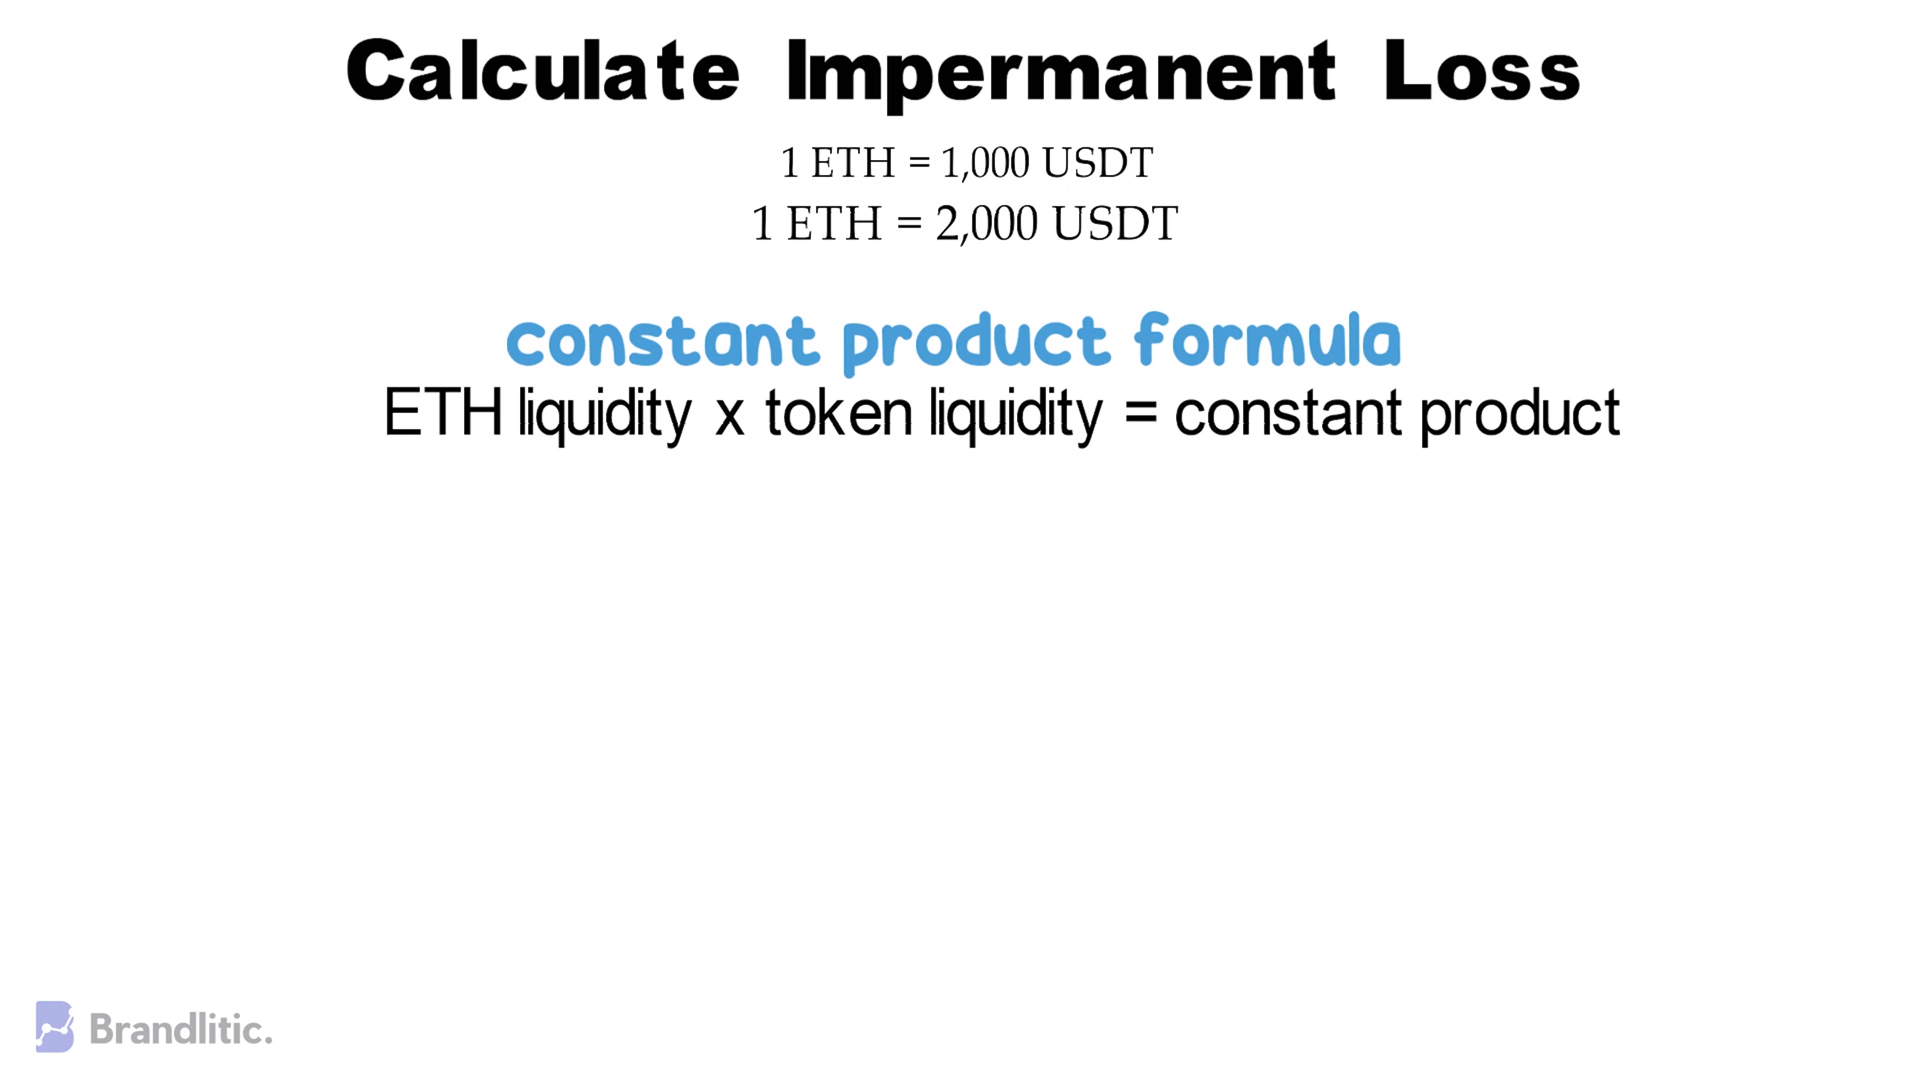 Calculate Impermanent Loss
1 ETH = 1,000 USDT
1 ETH = 2,000 USDT
constant product formula
ETH liquidity x token liquidity = constant product
Brandlitic.